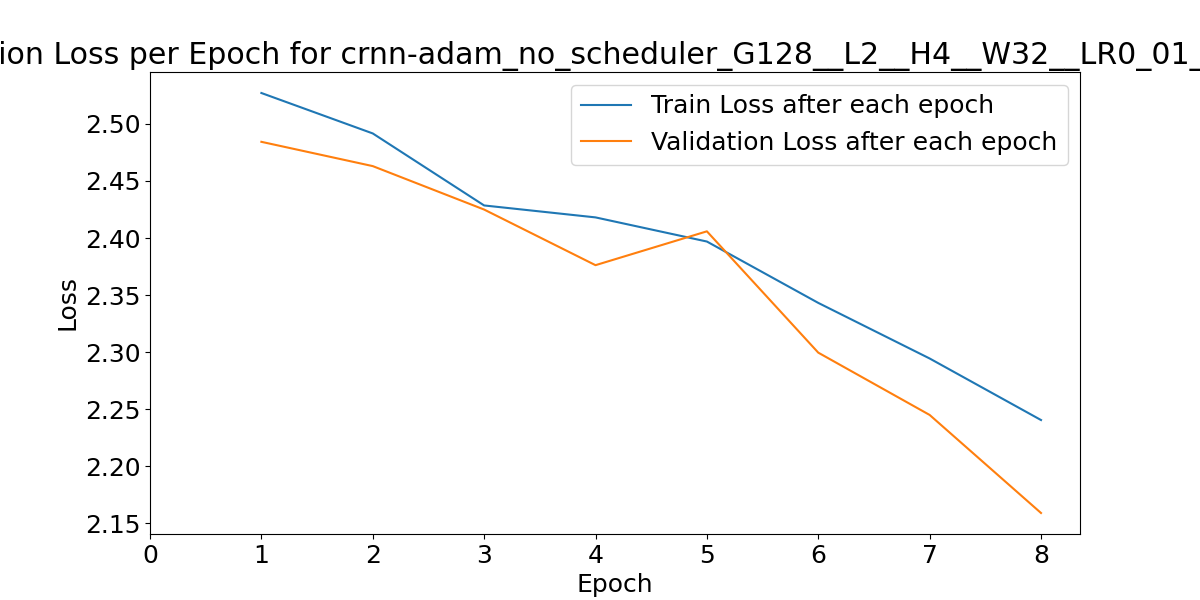 ion Loss per Epoch for crnn-adam_no_scheduler_G128__L2__H4__W32__LR0_01_
Train Loss after each epoch
Validation Loss after each epoch
2.50
2.45
2.40
2.35
2.30
2.25
2.20
2.15
Loss
0 1 2 3 4 5 6 7 8
Epoch